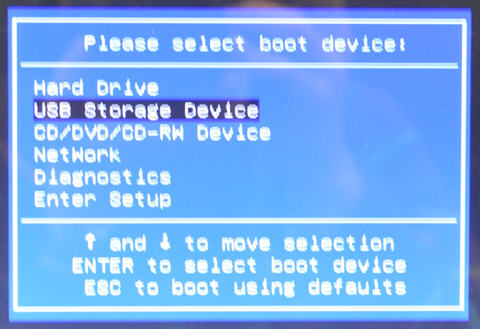 Please select boot device:
Hard Drive
USB Storage Device
CD/DVD/CD-RW Device
Network
Diagnostics
Enter Setup
↑ and ↓ to move selection
ENTER to select boot device
ESC to boot using defaults